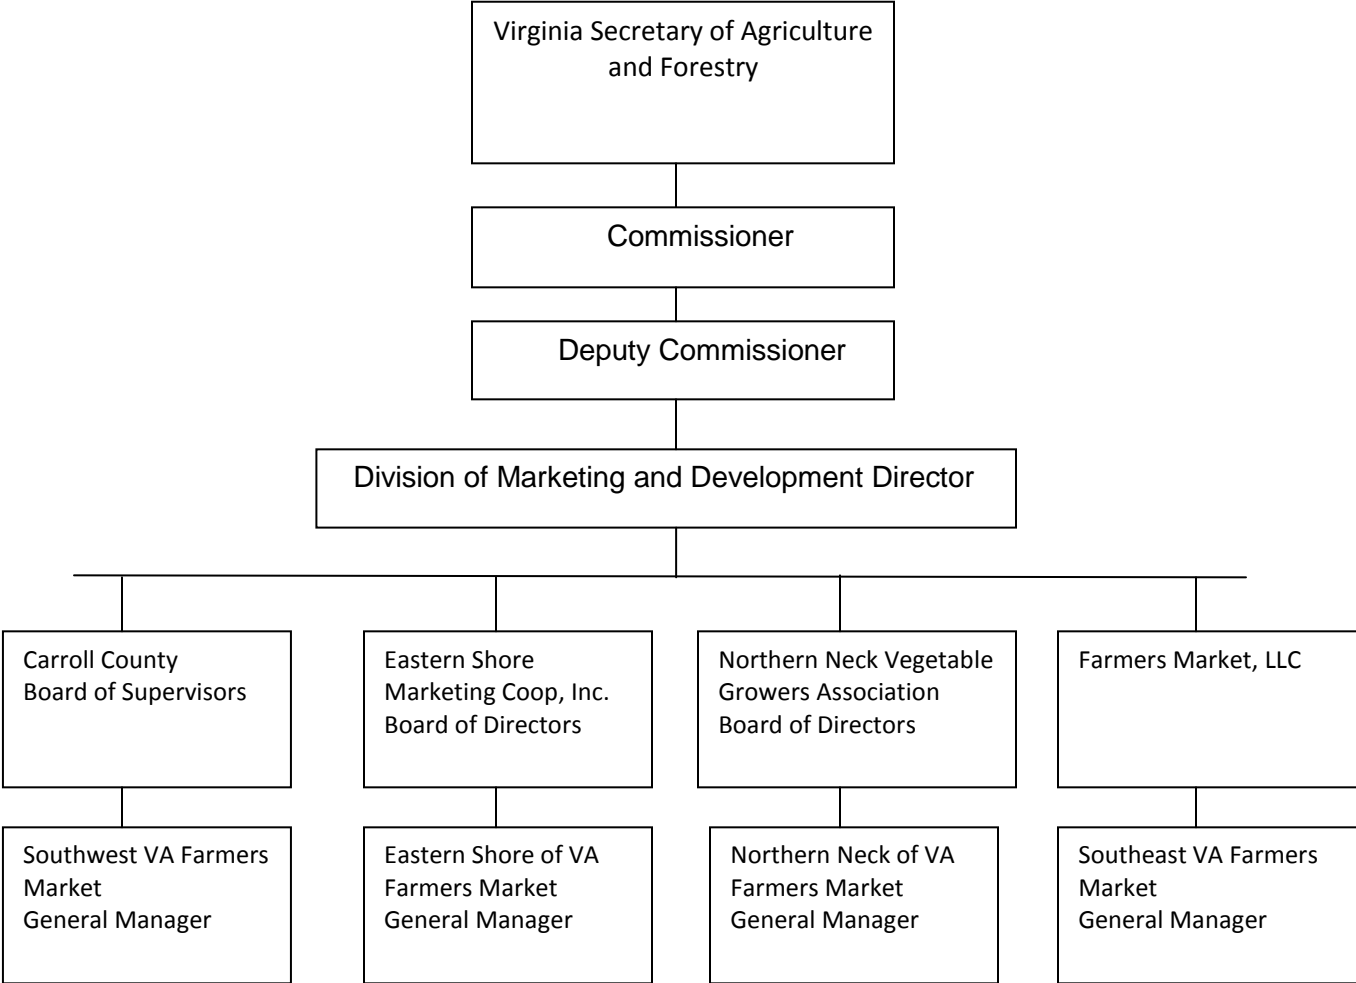 Virginia Secretary of Agriculture
and Forestry
Commissioner
Deputy Commissioner
Division of Marketing and Development Director
Carroll County
Board of Supervisors
Eastern Shore
Marketing Coop, Inc.
Board of Directors
Northern Neck Vegetable
Growers Association
Board of Directors
Farmers Market, LLC
Southwest VA Farmers
Market
General Manager
Eastern Shore of VA
Farmers Market
General Manager
Northern Neck of VA
Farmers Market
General Manager
Southeast VA Farmers
Market
General Manager